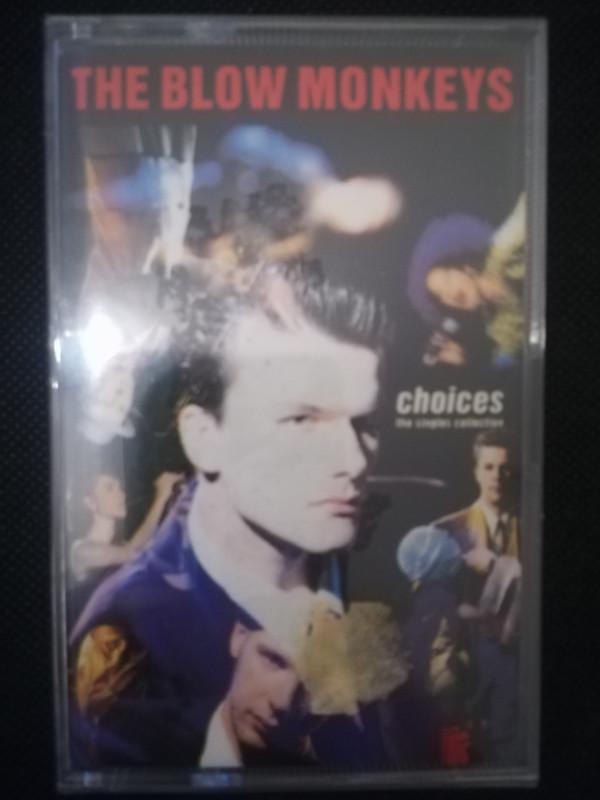 THE BLOW MONKEYS
choices
the singles collection